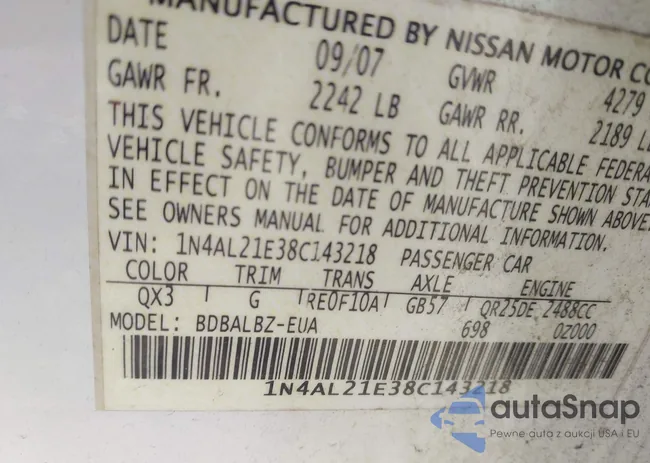 MANUFACTURED BY NISSAN MOTOR CO
DATE 09/07 GVWR 4279
GAWR FR. 2242 LB GAWR RR. 2189 LB
THIS VEHICLE CONFORMS TO ALL APPLICABLE FEDERA
VEHICLE SAFETY, BUMPER AND THEFT PREVENTION STA
IN EFFECT ON THE DATE OF MANUFACTURE SHOWN ABOVE.
SEE OWNERS MANUAL FOR ADDITIONAL INFORMATION.
VIN: 1N4AL21E38C143218 PASSENGER CAR
COLOR TRIM TRANS AXLE ENGINE
QX3 G RE0F10A GB57 QR25DE 2488CC
MODEL: BDBALBZ-EUA 698 0Z000
1N4AL21E38C143218
autaSnap
Pewne auta z aukcji USA i EU